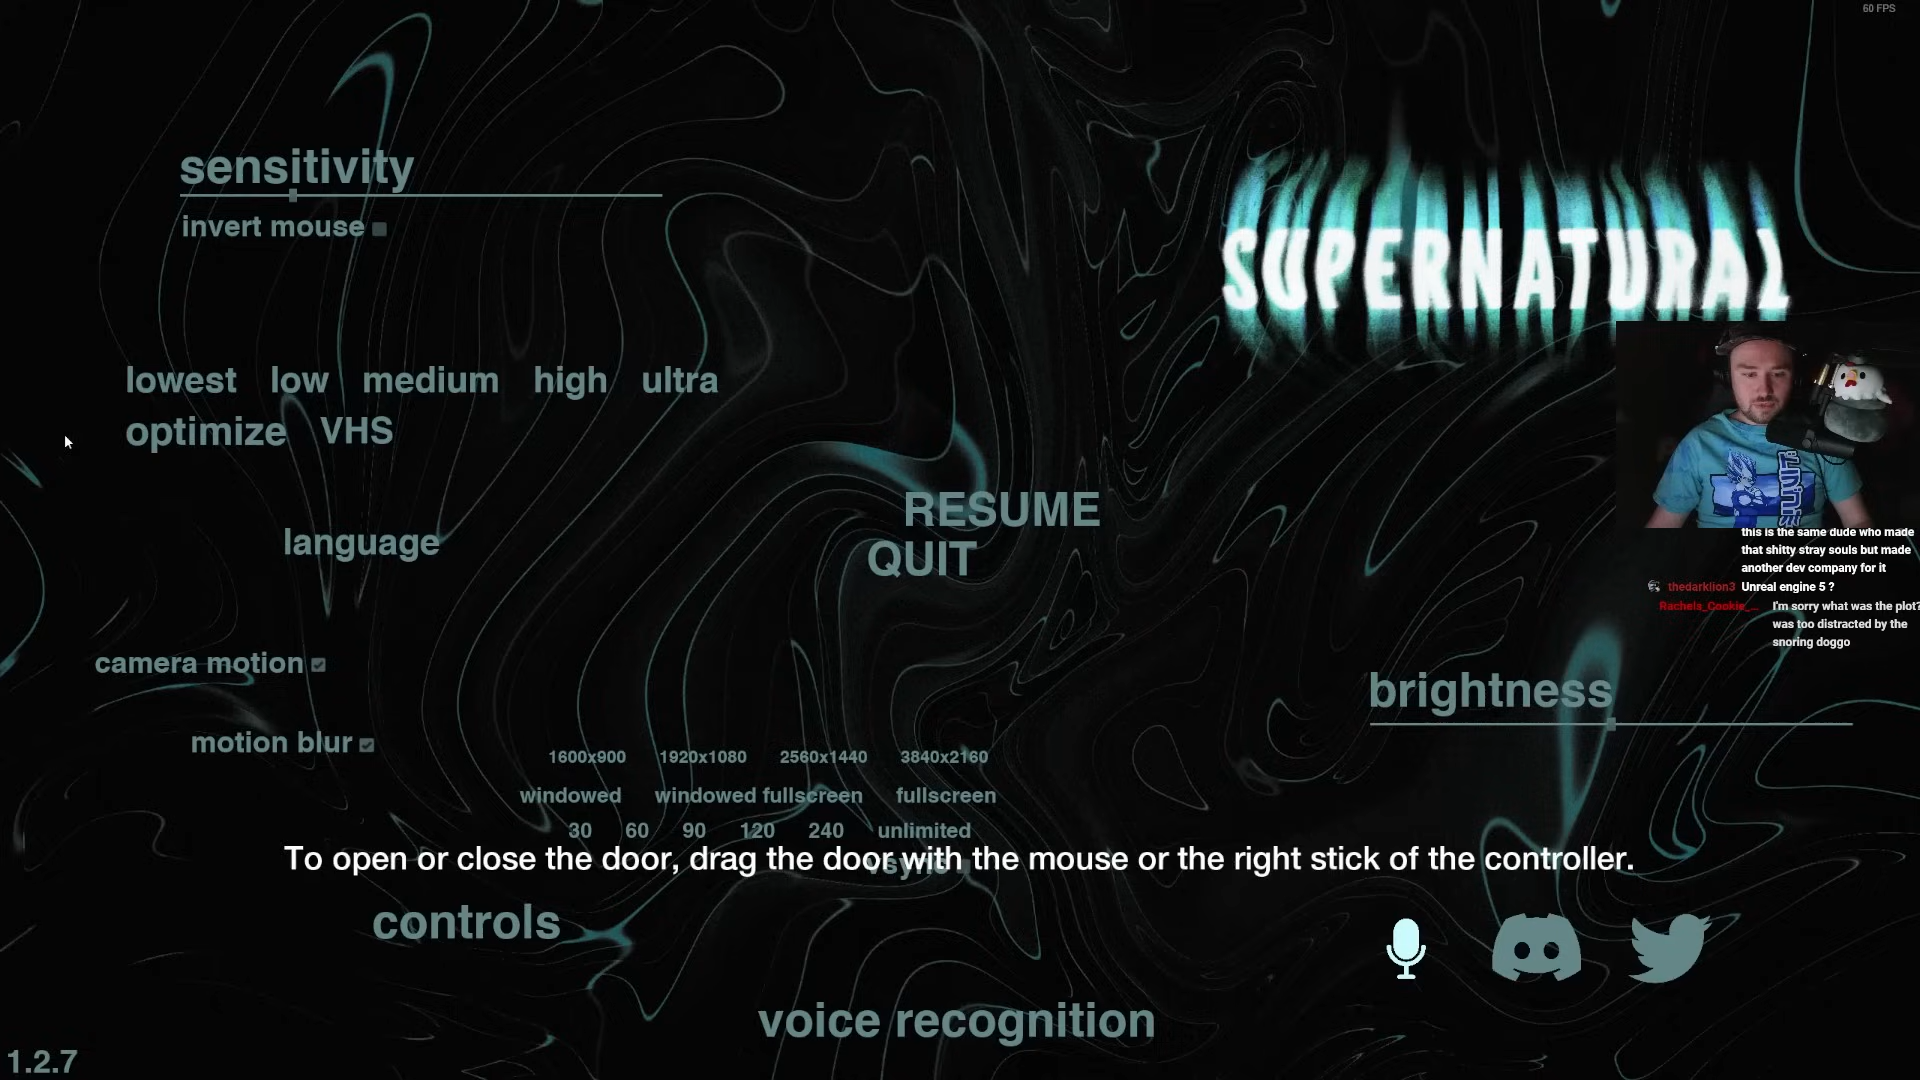 60 FPS
sensitivity
invert mouse
SUPERNATURAL
lowest low medium high ultra
optimize VHS
RESUME
QUIT
language
this is the same dude who made
that shitty stray souls but made
another dev company for it
thedarklion3 Unreal engine 5 ?
Rachels_Cookie_... I'm sorry what was the plot?
was too distracted by the
snoring doggo
camera motion
brightness
motion blur
1600x900 1920x1080 2560x1440 3840x2160
windowed windowed fullscreen fullscreen
30 60 90 120 240 unlimited
To open or close the door, drag the door with the mouse or the right stick of the controller.
vsync
controls
voice recognition
1.2.7